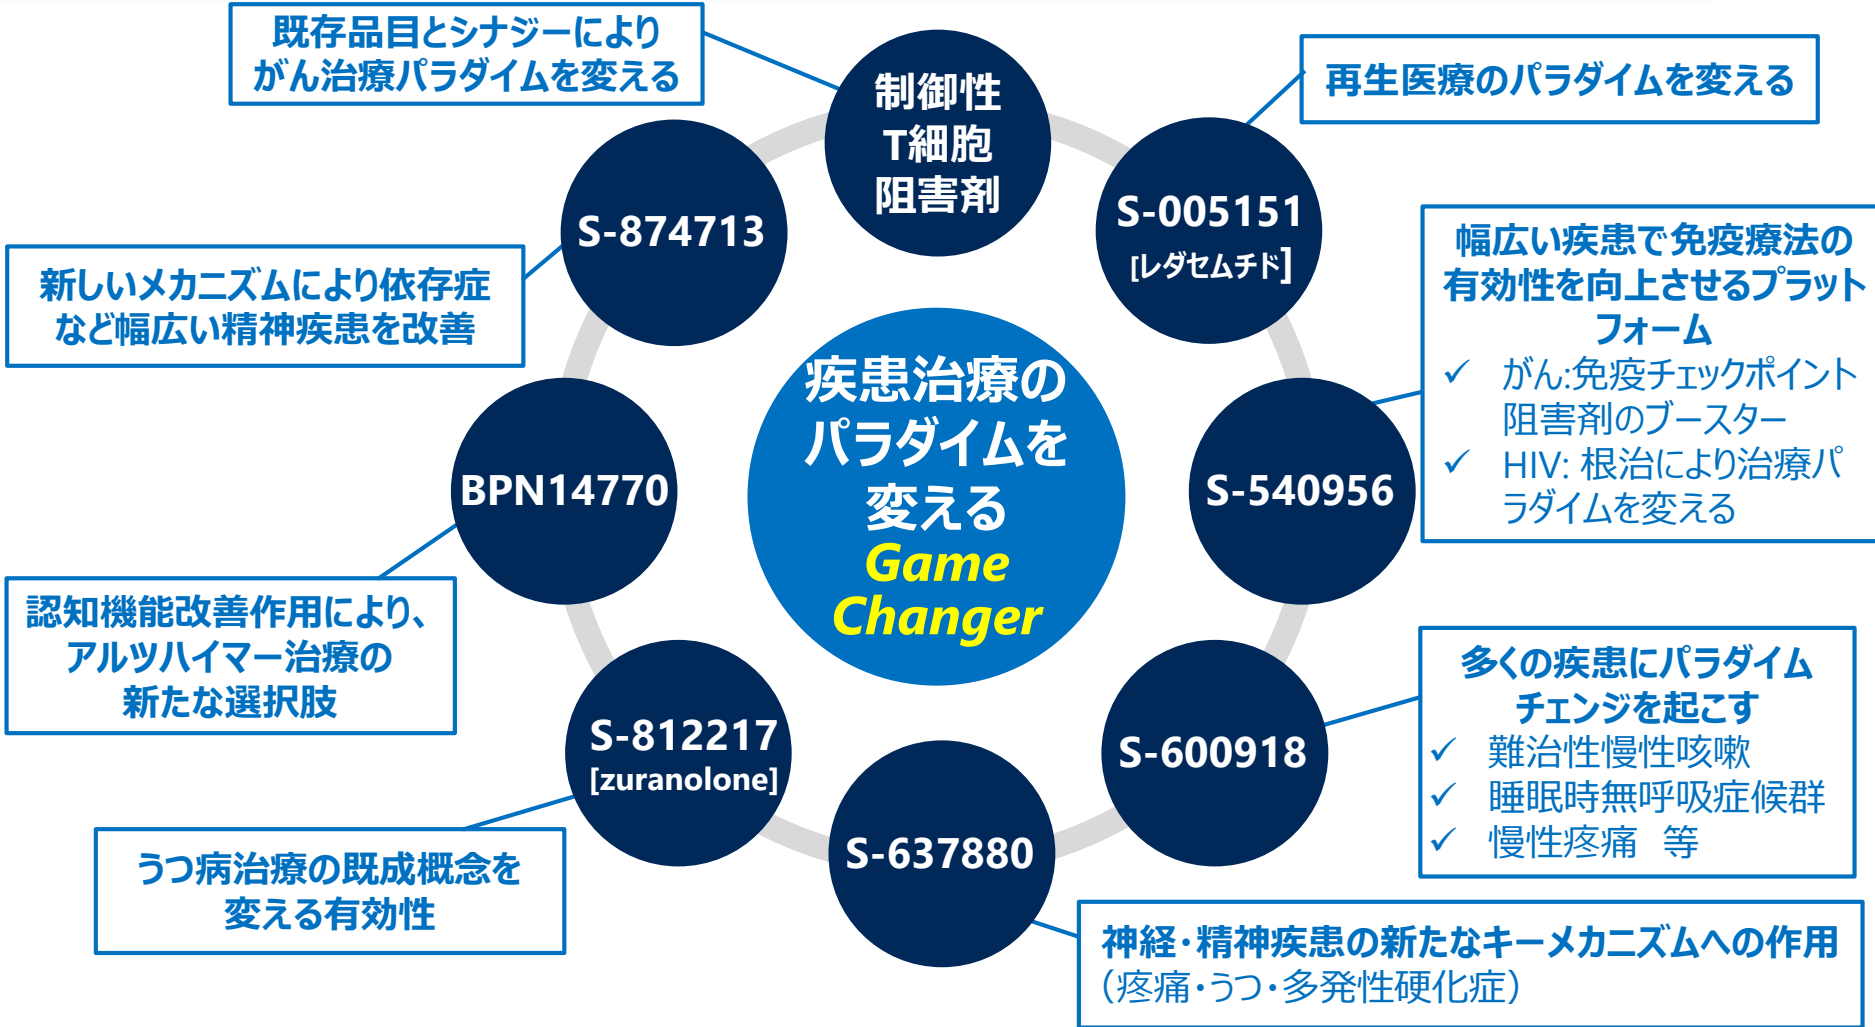 既存品目とシナジーにより
がん治療パラダイムを変える
制御性
T細胞
阻害剤
再生医療のパラダイムを変える
S-005151
[レダセムチド]
幅広い疾患で免疫療法の
有効性を向上させるプラット
フォーム
✓ がん:免疫チェックポイント
阻害剤のブースター
✓ HIV: 根治により治療パ
ラダイムを変える
S-540956
多くの疾患にパラダイム
チェンジを起こす
✓ 難治性慢性咳嗽
✓ 睡眠時無呼吸症候群
✓ 慢性疼痛 等
S-600918
S-637880
神経・精神疾患の新たなキーメカニズムへの作用
（疼痛・うつ・多発性硬化症）
S-812217
[zuranolone]
うつ病治療の既成概念を
変える有効性
BPN14770
認知機能改善作用により、
アルツハイマー治療の
新たな選択肢
S-874713
新しいメカニズムにより依存症
など幅広い精神疾患を改善
疾患治療の
パラダイムを
変える
Game
Changer